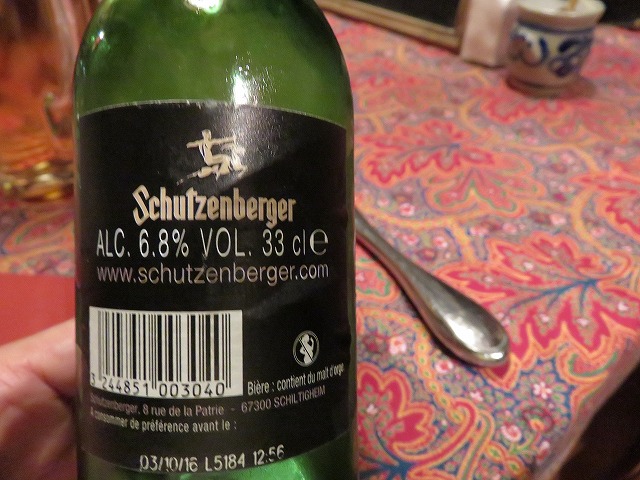 Schutzenberger
ALC. 6.8% VOL. 33 cl e
www.schutzenberger.com
3 244851 003040
Bière : contient du malt d'orge
Schutzenberger, 8 rue de la Patrie - 67300 SCHILTIGHEIM
A consommer de préférence avant le :
03/10/16 L5184 12:56